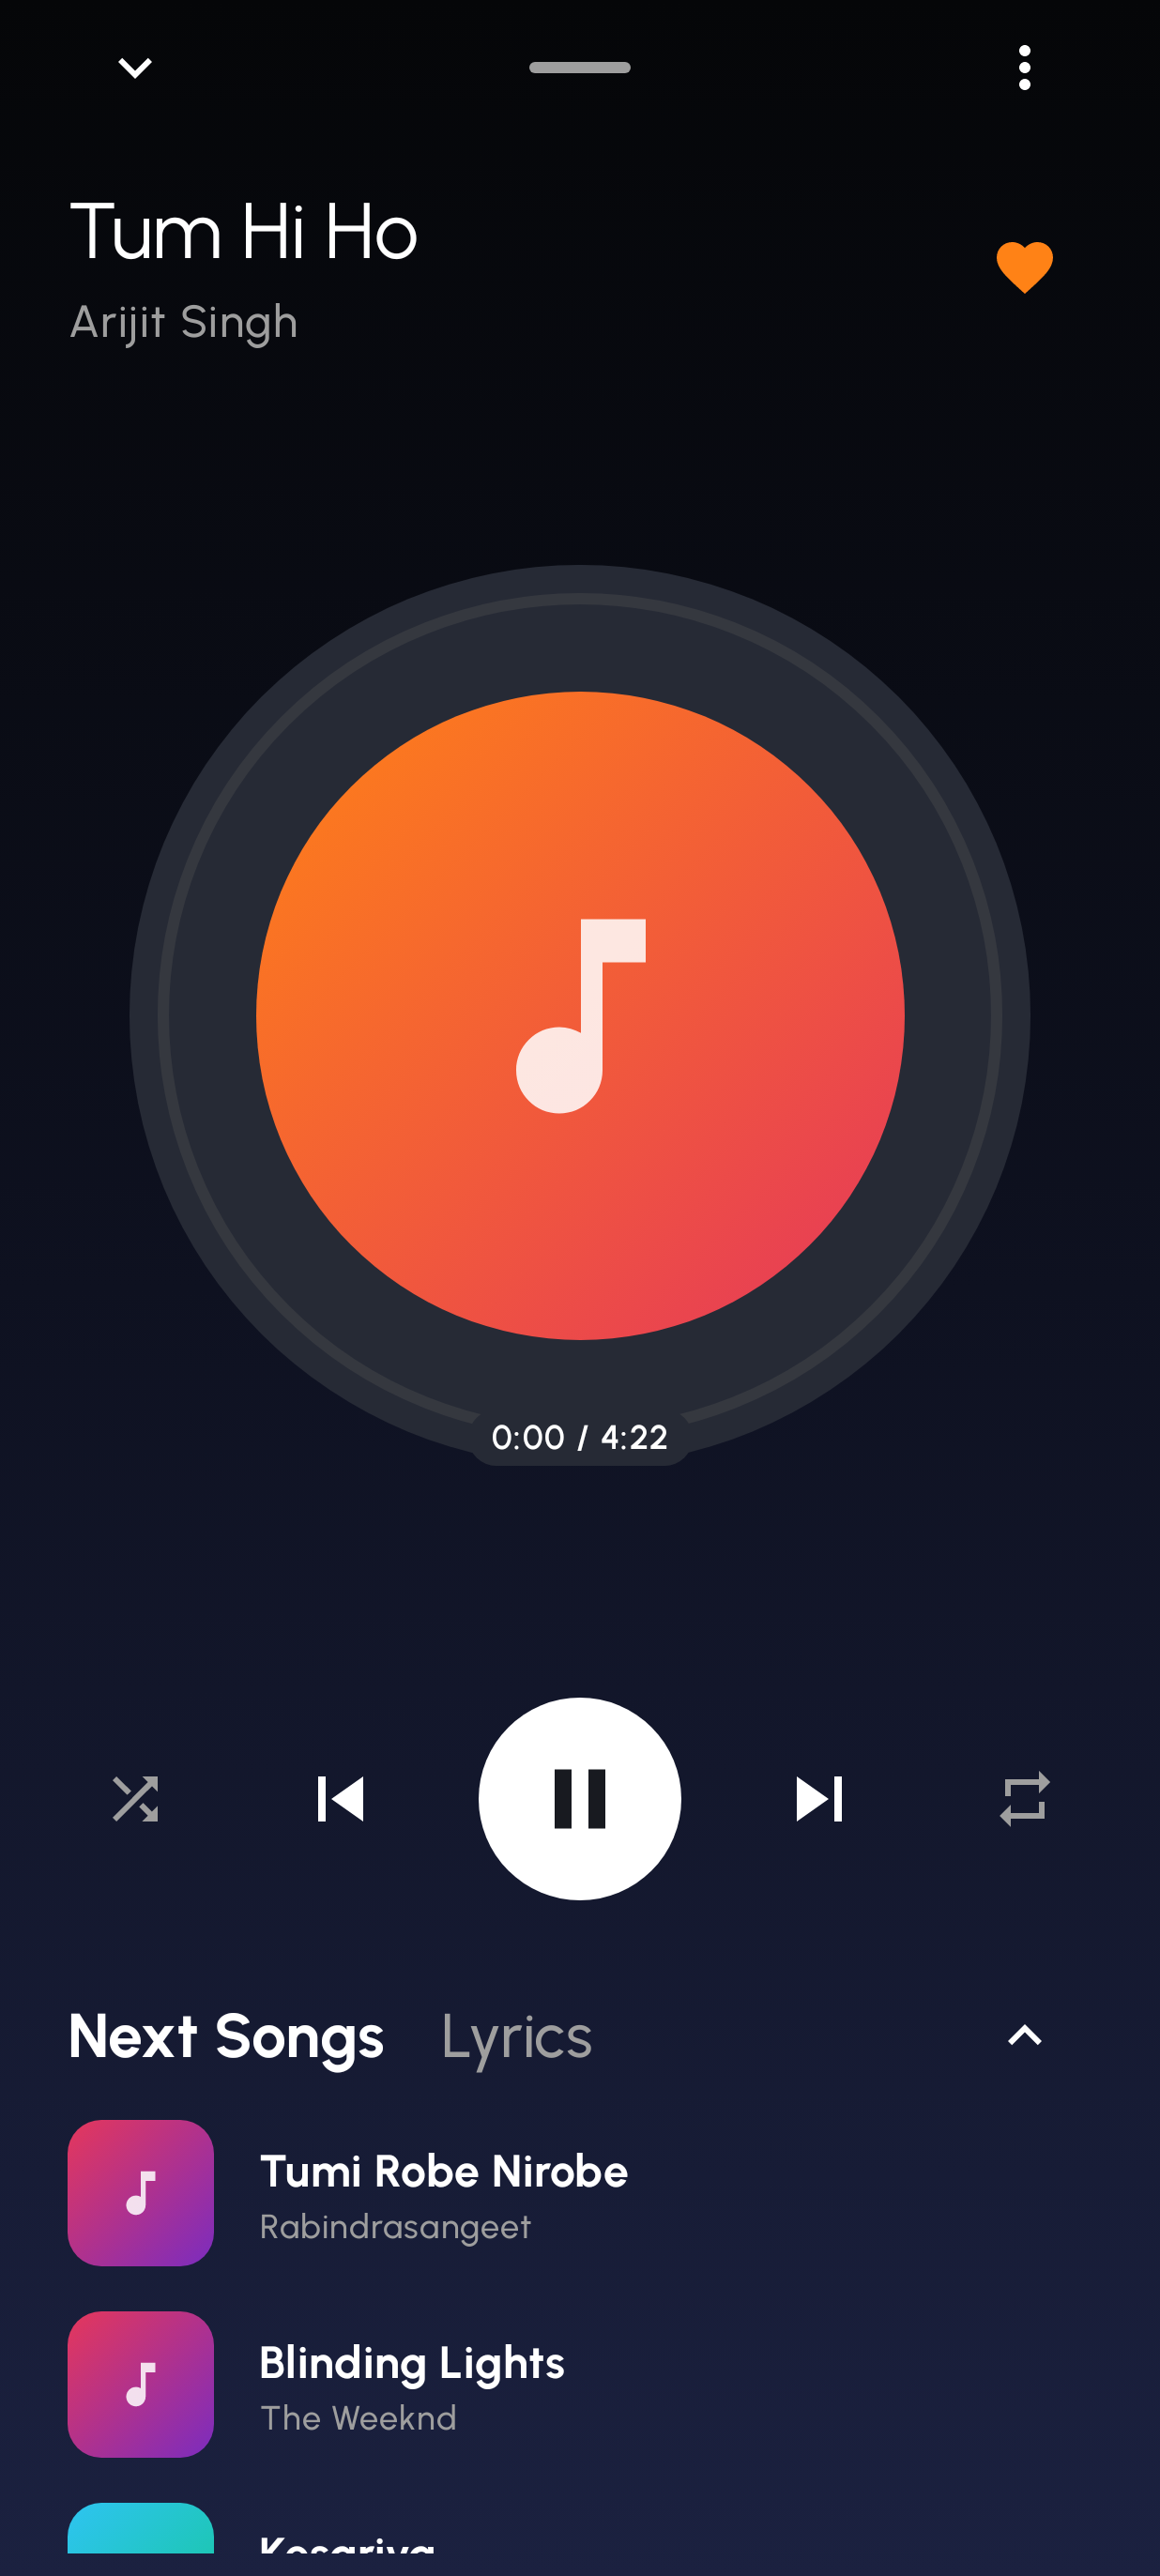 Tum Hi Ho
Arijit Singh
0:00 / 4:22
Next Songs Lyrics
Tumi Robe Nirobe
Rabindrasangeet
Blinding Lights
The Weeknd
Kesariya